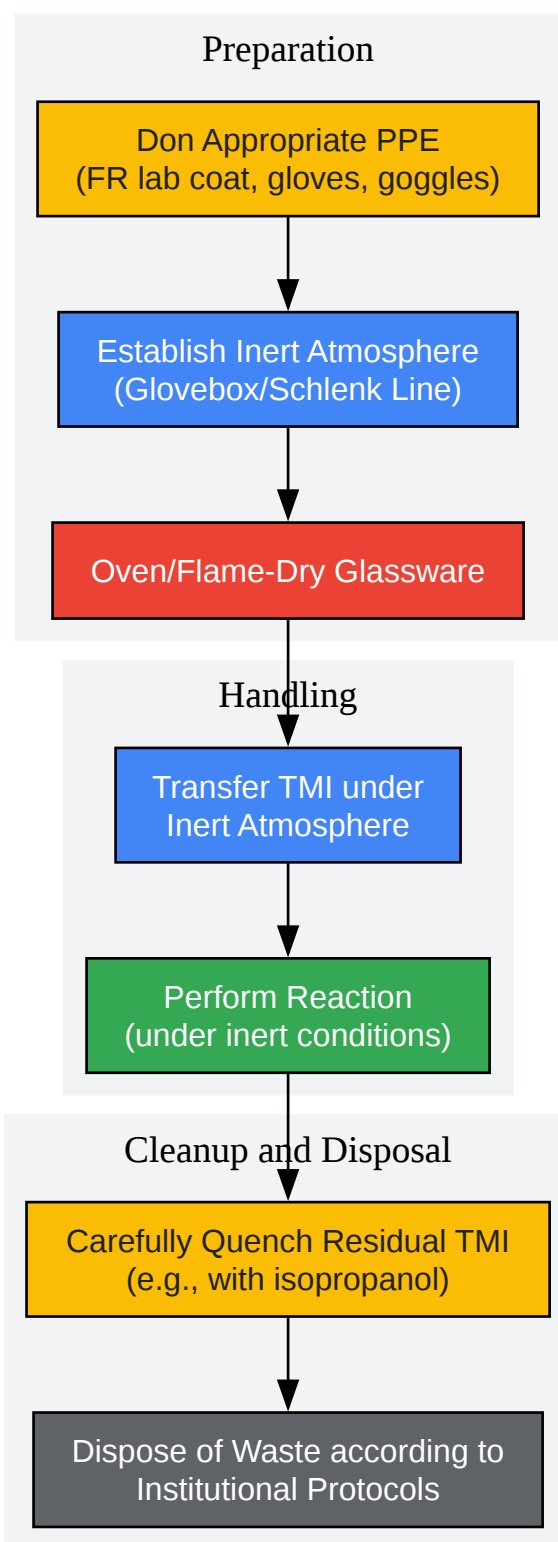 Preparation
Don Appropriate PPE
(FR lab coat, gloves, goggles)
Establish Inert Atmosphere
(Glovebox/Schlenk Line)
Oven/Flame-Dry Glassware
Handling
Transfer TMI under
Inert Atmosphere
Perform Reaction
(under inert conditions)
Cleanup and Disposal
Carefully Quench Residual TMI
(e.g., with isopropanol)
Dispose of Waste according to
Institutional Protocols